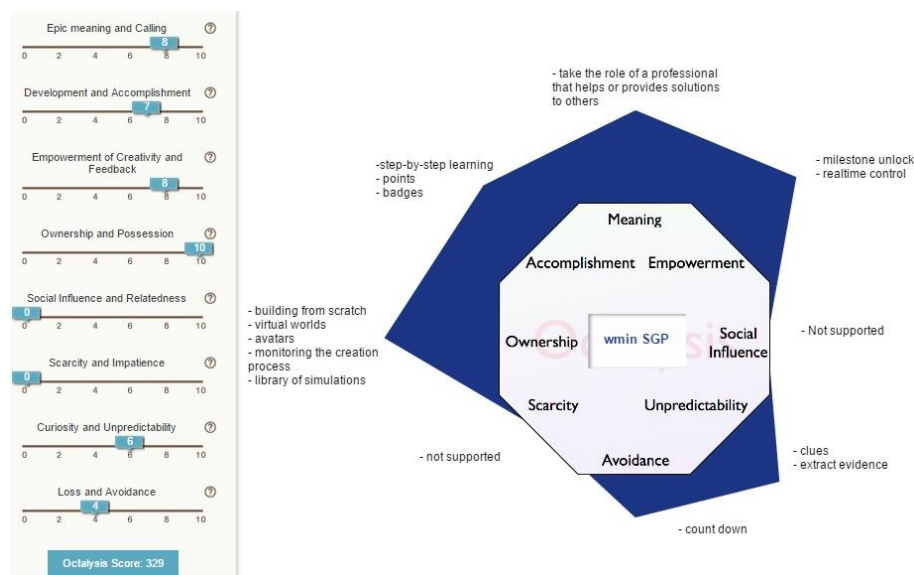 Epic meaning and Calling
8
0 2 4 6 8 10
Development and Accomplishment
7
0 2 4 6 8 10
Empowerment of Creativity and
Feedback
8
0 2 4 6 8 10
Ownership and Possession
10
0 2 4 6 8 10
Social Influence and Relatedness
0
0 2 4 6 8 10
Scarcity and Impatience
0
0 2 4 6 8 10
Curiosity and Unpredictability
6
0 2 4 6 8 10
Loss and Avoidance
4
0 2 4 6 8 10
Octalysis Score: 329
- take the role of a professional
that helps or provides solutions
to others
-step-by-step learning
- points
- badges
- milestone unlock
- realtime control
Meaning
Accomplishment
Empowerment
- building from scratch
- virtual worlds
- avatars
- monitoring the creation
process
- library of simulations
Ownership
wmin SGP
Social
Influence
- Not supported
Scarcity
Unpredictability
- not supported
Avoidance
- clues
- extract evidence
- count down